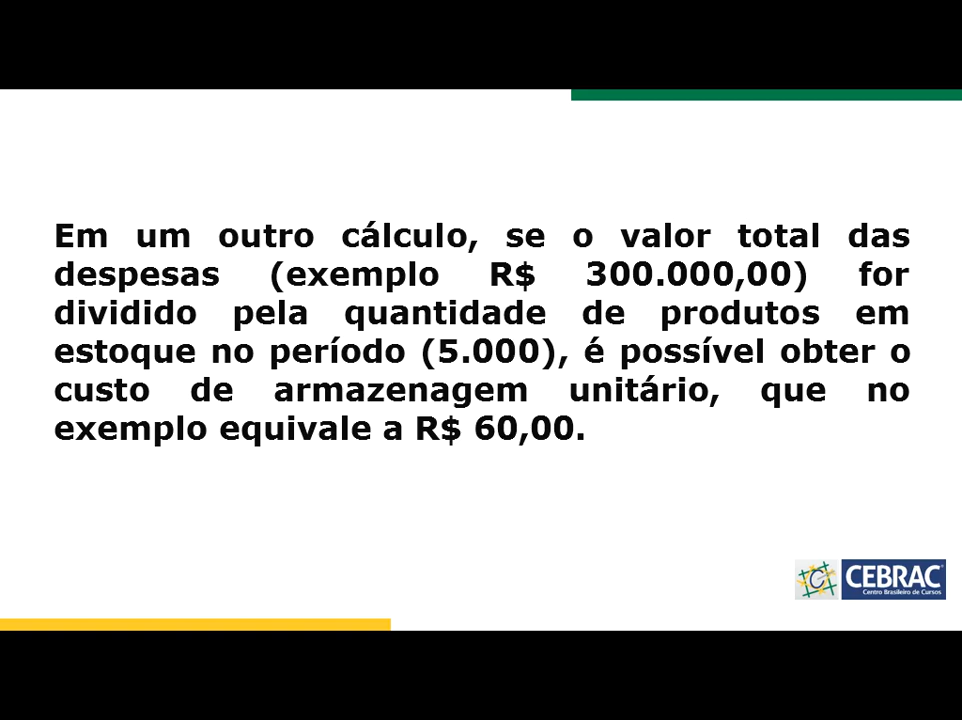 Em um outro cálculo, se o valor total das
despesas (exemplo R$ 300.000,00) for
dividido pela quantidade de produtos em
estoque no período (5.000), é possível obter o
custo de armazenagem unitário, que no
exemplo equivale a R$ 60,00.
C CEBRAC
Centro Brasileiro de Cursos